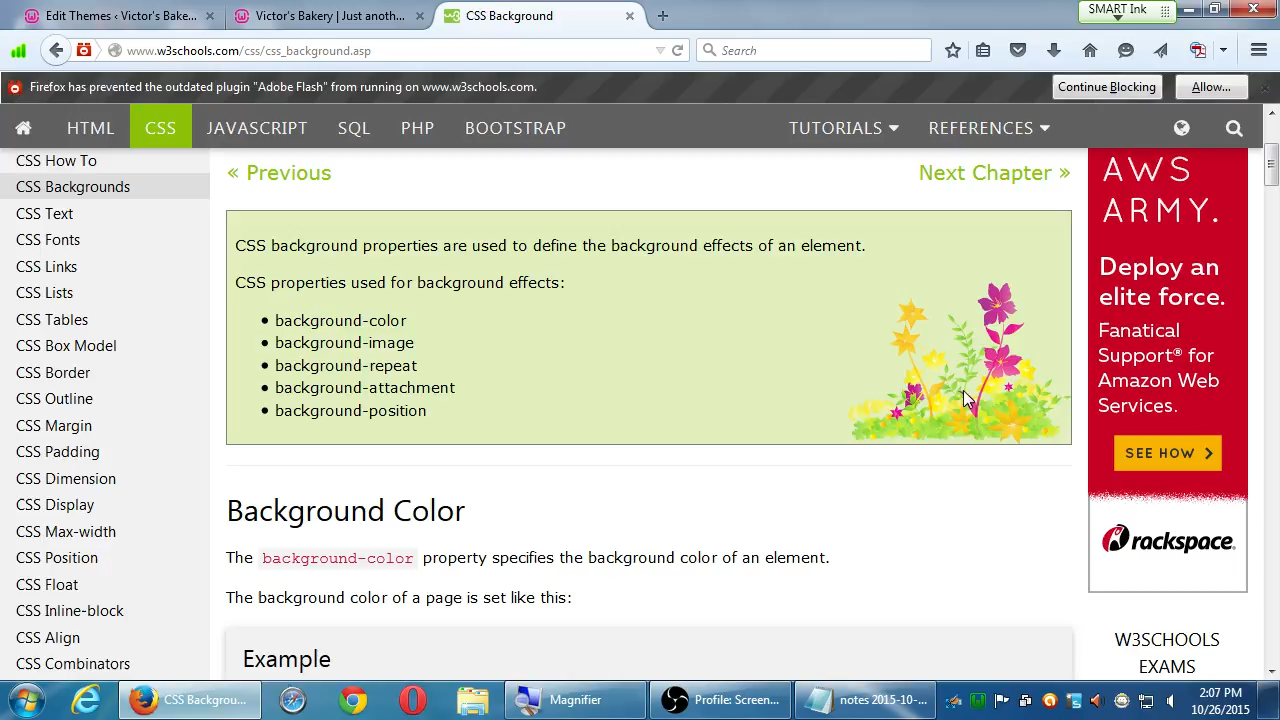 Edit Themes ‹ Victor's Bake...
Victor's Bakery | Just anoth...
CSS Background
SMART Ink
www.w3schools.com/css/css_background.asp
Search
Firefox has prevented the outdated plugin "Adobe Flash" from running on www.w3schools.com.
Continue Blocking
Allow...
HTML
CSS
JAVASCRIPT
SQL
PHP
BOOTSTRAP
TUTORIALS
REFERENCES
CSS How To
CSS Backgrounds
CSS Text
CSS Fonts
CSS Links
CSS Lists
CSS Tables
CSS Box Model
CSS Border
CSS Outline
CSS Margin
CSS Padding
CSS Dimension
CSS Display
CSS Max-width
CSS Position
CSS Float
CSS Inline-block
CSS Align
CSS Combinators
« Previous
Next Chapter »
CSS background properties are used to define the background effects of an element.
CSS properties used for background effects:
• background-color
• background-image
• background-repeat
• background-attachment
• background-position
Background Color
The background-color property specifies the background color of an element.
The background color of a page is set like this:
Example
AWS
ARMY.
Deploy an
elite force.
Fanatical
Support® for
Amazon Web
Services.
SEE HOW
rackspace.
W3SCHOOLS
EXAMS
CSS Backgrou...
Magnifier
Profile: Screen...
notes 2015-10-...
2:07 PM
10/26/2015